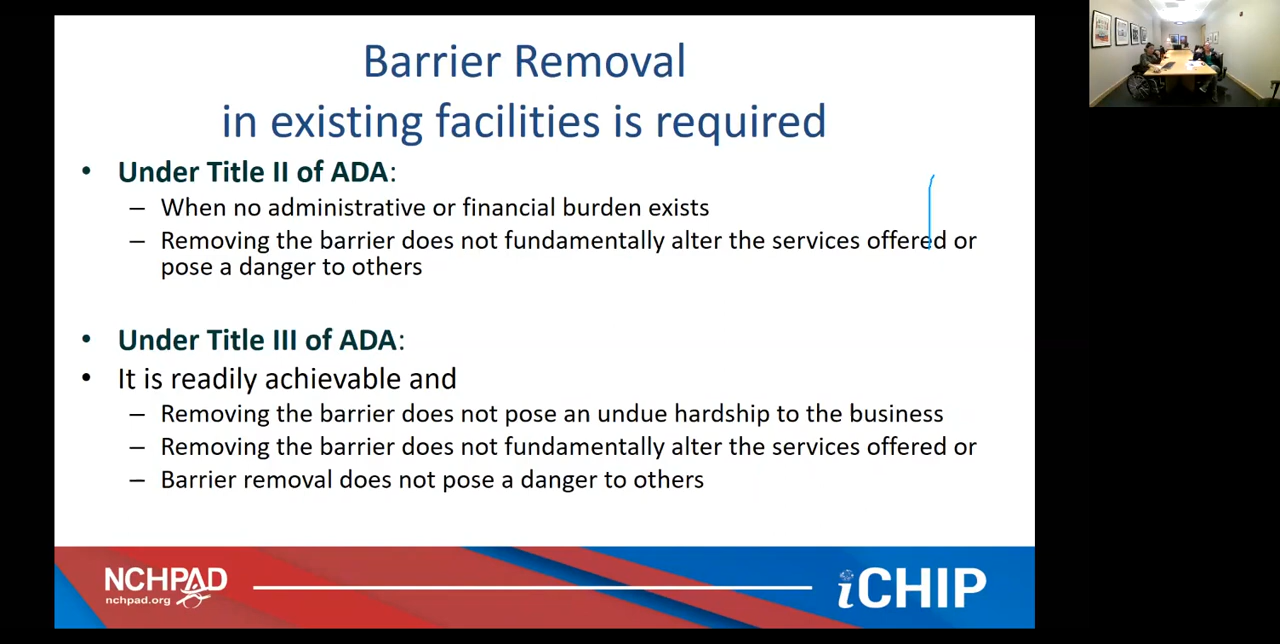 Barrier Removal
in existing facilities is required
• Under Title II of ADA:
– When no administrative or financial burden exists
– Removing the barrier does not fundamentally alter the services offered or
pose a danger to others
• Under Title III of ADA:
• It is readily achievable and
– Removing the barrier does not pose an undue hardship to the business
– Removing the barrier does not fundamentally alter the services offered or
– Barrier removal does not pose a danger to others
NCHPAD
nchpad.org
iCHIP